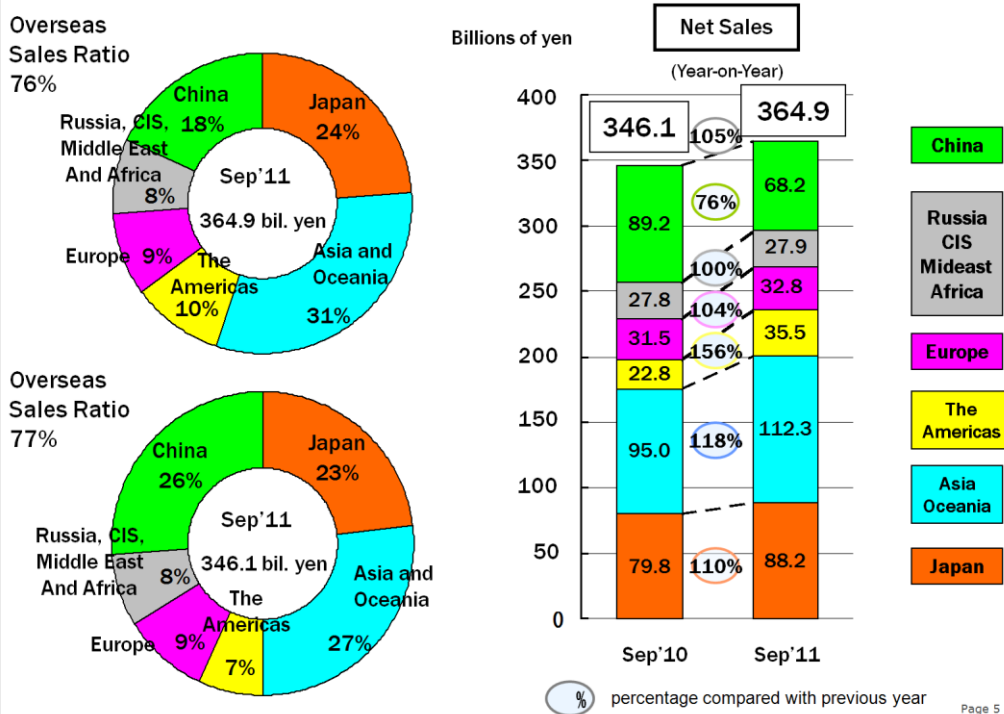 Overseas
Sales Ratio
76%
China
18%
Japan
24%
Russia, CIS,
Middle East
And Africa
8%
Sep'11
364.9 bil. yen
Europe 9%
The
Americas
10%
Asia and
Oceania
31%
Overseas
Sales Ratio
77%
China
26%
Japan
23%
Russia, CIS,
Middle East
And Africa
8%
Sep'11
346.1 bil. yen
Europe 9%
The
Americas
7%
Asia and
Oceania
27%
Billions of yen
Net Sales
(Year-on-Year)
400
350
300
250
200
150
100
50
0
346.1
105%
364.9
89.2
76%
68.2
27.8
100%
27.9
31.5
104%
32.8
22.8
156%
35.5
95.0
118%
112.3
79.8
110%
88.2
Sep'10
Sep'11
China
Russia
CIS
Mideast
Africa
Europe
The
Americas
Asia
Oceania
Japan
% percentage compared with previous year
Page 5